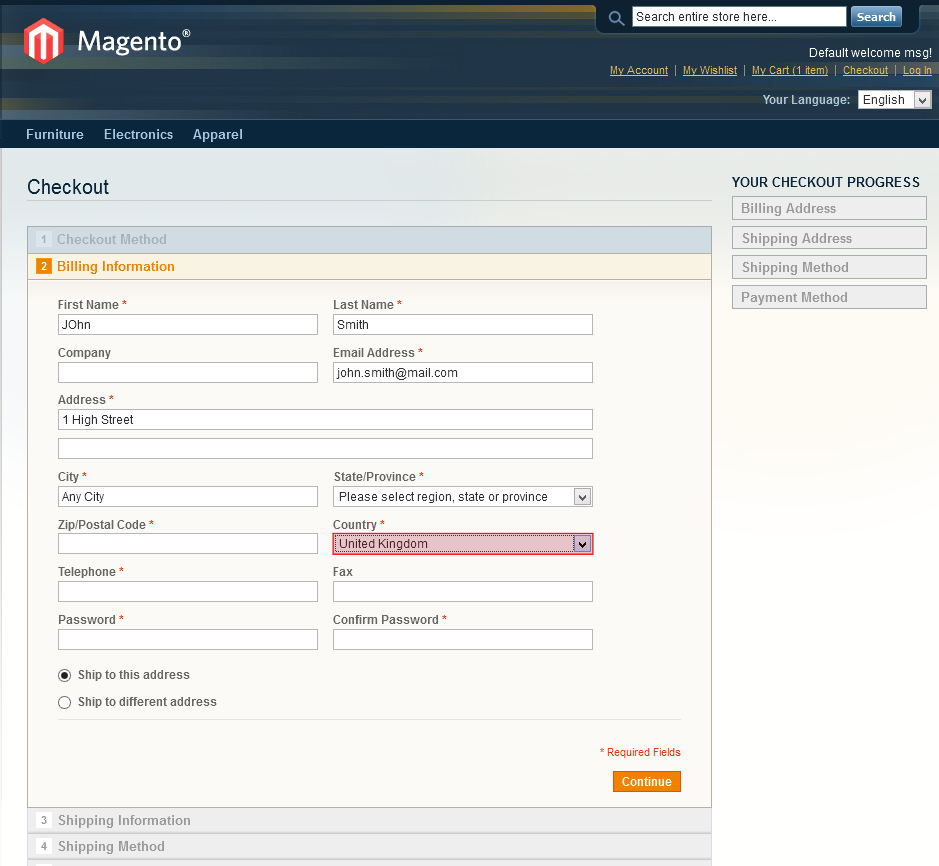 Search entire store here...
Search
Magento®
Default welcome msg!
My Account | My Wishlist | My Cart (1 item) | Checkout | Log In
Your Language: English
Furniture Electronics Apparel
Checkout
YOUR CHECKOUT PROGRESS
Billing Address
Shipping Address
Shipping Method
Payment Method
1 Checkout Method
2 Billing Information
First Name * Last Name *
JOhn Smith
Company Email Address *
john.smith@mail.com
Address *
1 High Street
City * State/Province *
Any City Please select region, state or province
Zip/Postal Code * Country *
United Kingdom
Telephone * Fax
Password * Confirm Password *
Ship to this address
Ship to different address
* Required Fields
Continue
3 Shipping Information
4 Shipping Method